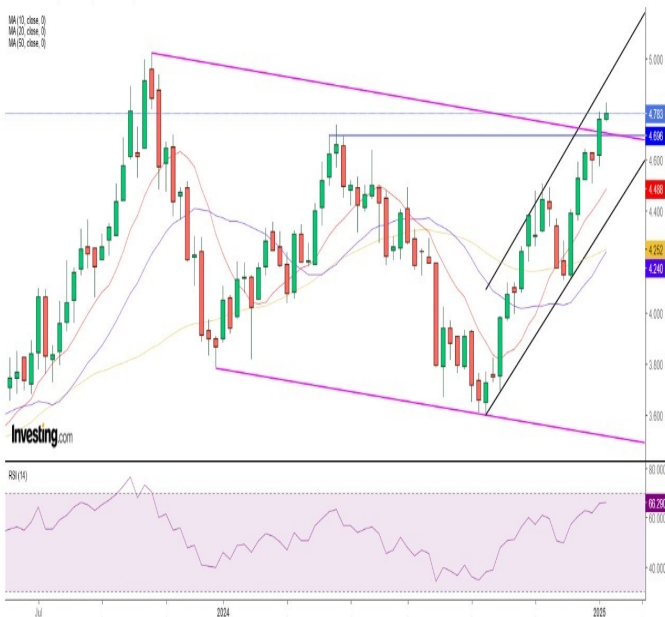 MA (10, close, 0)
MA (20, close, 0)
MA (50, close, 0)
5.000
4.783
4.696
4.600
4.488
4.400
4.252
4.240
4.000
3.800
3.600
Investing.com
RSI (14)
80.000
66.290
60.000
40.000
Jul
2024
2025